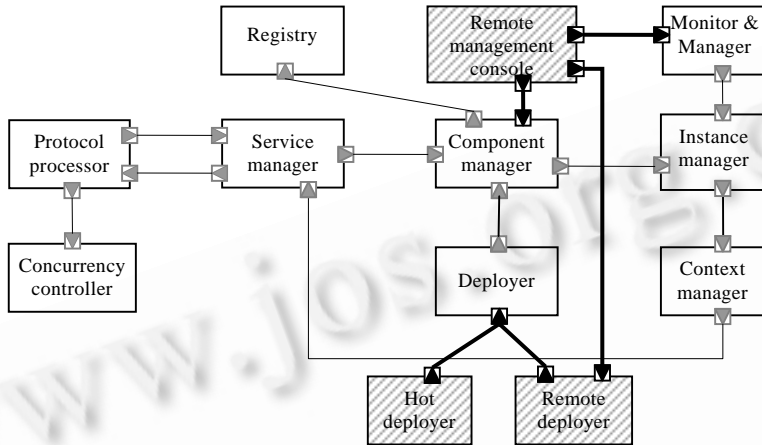 Registry
Remote
management
console
Monitor &
Manager
Protocol
processor
Service
manager
Component
manager
Instance
manager
Concurrency
controller
Deployer
Context
manager
Hot
deployer
Remote
deployer
www.jos.org.c